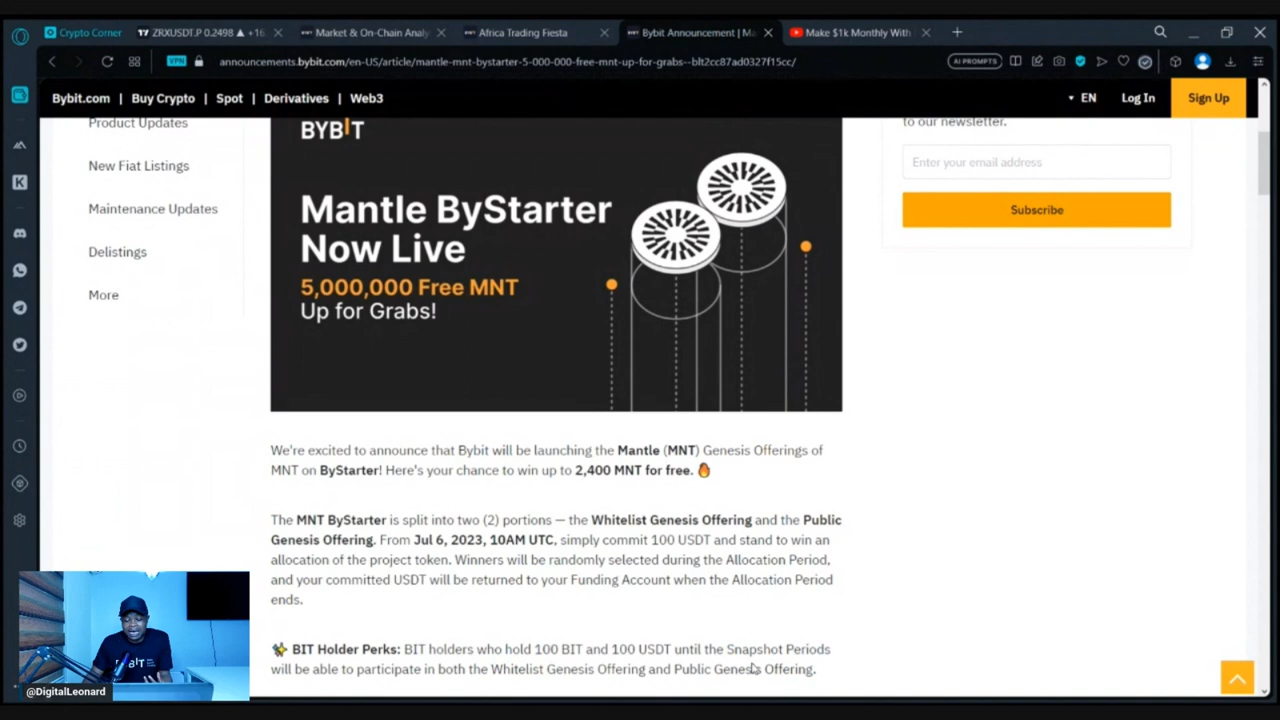 Crypto Corner
ZRXUSDT.P 0.2498 ▲ +16
Market & On-Chain Analy
Africa Trading Fiesta
Bybit Announcement | Ma
Make $1k Monthly With
announcements.bybit.com/en-US/article/mantle-mnt-bystarter-5-000-000-free-mnt-up-for-grabs--blt2cc87ad0327f15cc/
VPN
AI PROMPTS
Bybit.com | Buy Crypto | Spot | Derivatives | Web3
EN
Log In
Sign Up
Product Updates
New Fiat Listings
Maintenance Updates
Delistings
More
BYBIT
Mantle ByStarter
Now Live
5,000,000 Free MNT
Up for Grabs!
to our newsletter.
Enter your email address
Subscribe
We're excited to announce that Bybit will be launching the Mantle (MNT) Genesis Offerings of
MNT on ByStarter! Here's your chance to win up to 2,400 MNT for free. 🔥
The MNT ByStarter is split into two (2) portions — the Whitelist Genesis Offering and the Public
Genesis Offering. From Jul 6, 2023, 10AM UTC, simply commit 100 USDT and stand to win an
allocation of the project token. Winners will be randomly selected during the Allocation Period,
and your committed USDT will be returned to your Funding Account when the Allocation Period
ends.
BIT Holder Perks: BIT holders who hold 100 BIT and 100 USDT until the Snapshot Periods
will be able to participate in both the Whitelist Genesis Offering and Public Genesis Offering.
@DigitalLeonard